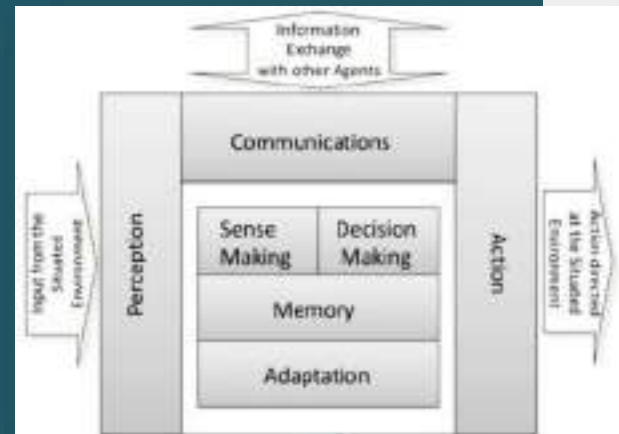 Information
Exchange
with other Agents
Communications
Input from the
Situated
Environment
Perception
Sense
Making
Decision
Making
Memory
Adaptation
Action
Action directed
at the Situated
Environment